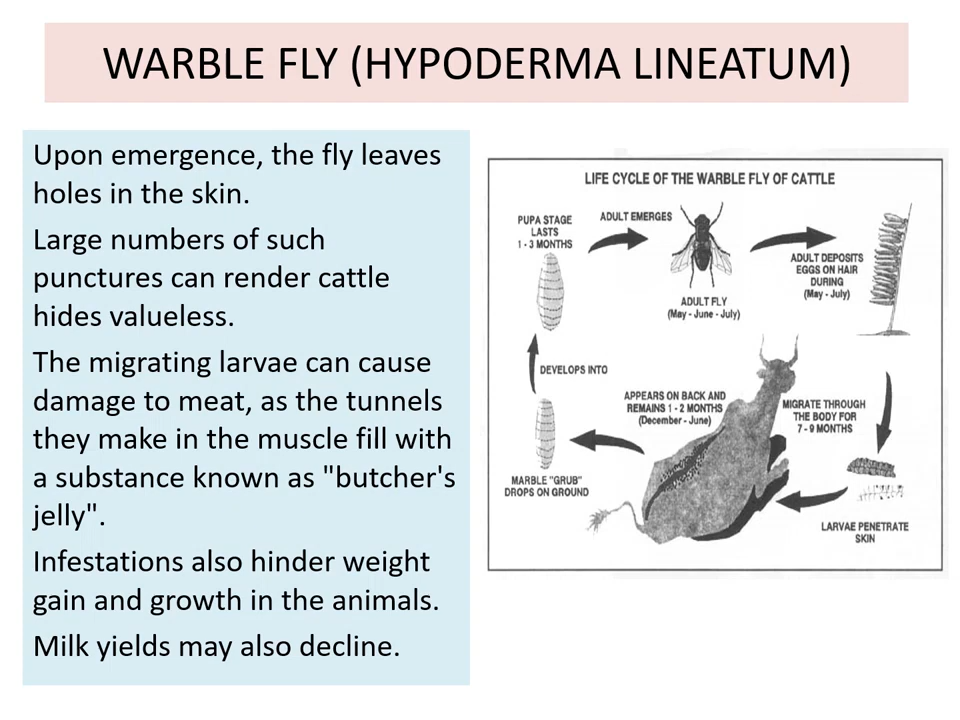 WARBLE FLY (HYPODERMA LINEATUM)
Upon emergence, the fly leaves
holes in the skin.
Large numbers of such
punctures can render cattle
hides valueless.
The migrating larvae can cause
damage to meat, as the tunnels
they make in the muscle fill with
a substance known as "butcher's
jelly".
Infestations also hinder weight
gain and growth in the animals.
Milk yields may also decline.
LIFE CYCLE OF THE WARBLE FLY OF CATTLE
PUPA STAGE
LASTS
1 - 3 MONTHS
ADULT EMERGES
ADULT FLY
(May - June - July)
ADULT DEPOSITS
EGGS ON HAIR
DURING
(May - July)
DEVELOPS INTO
APPEARS ON BACK AND
REMAINS 1 - 2 MONTHS
(December - June)
MIGRATE THROUGH
THE BODY FOR
7 - 9 MONTHS
MARBLE "GRUB"
DROPS ON GROUND
LARVAE PENETRATE
SKIN